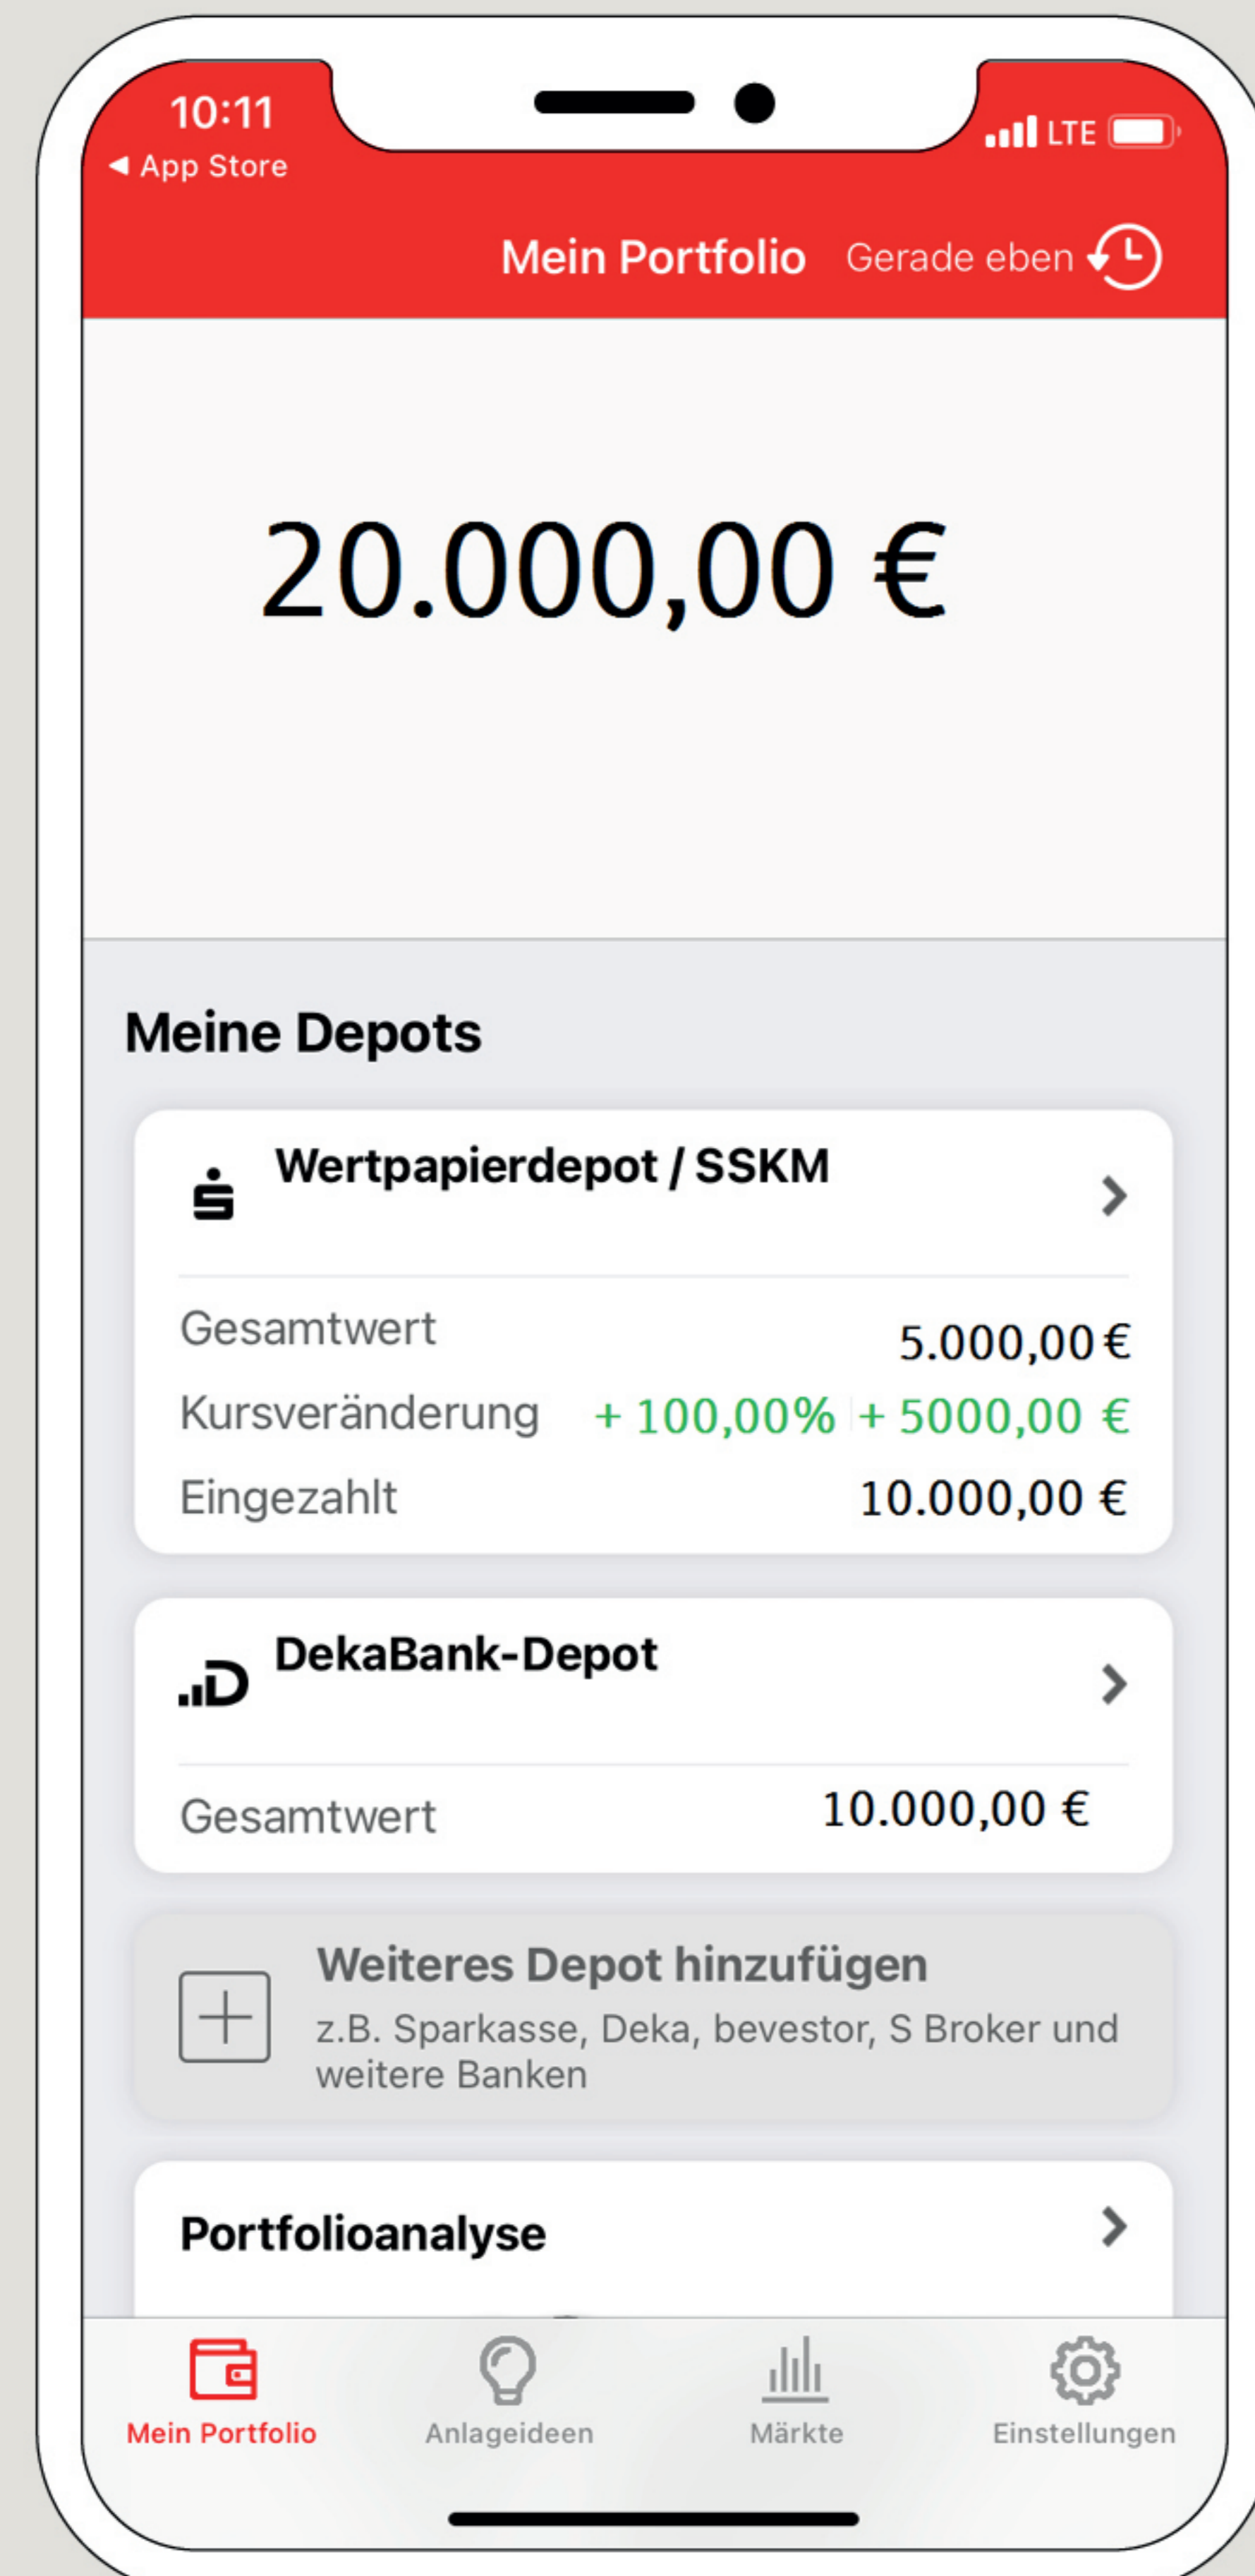 10:11
App Store
LTE
Mein Portfolio Gerade eben
20.000,00 €
Meine Depots
Wertpapierdepot / SSKM
Gesamtwert 5.000,00 €
Kursveränderung + 100,00% + 5000,00 €
Eingezahlt 10.000,00 €
DekaBank-Depot
Gesamtwert 10.000,00 €
Weiteres Depot hinzufügen
z.B. Sparkasse, Deka, bevestor, S Broker und
weitere Banken
Portfolioanalyse
Mein Portfolio Anlageideen Märkte Einstellungen